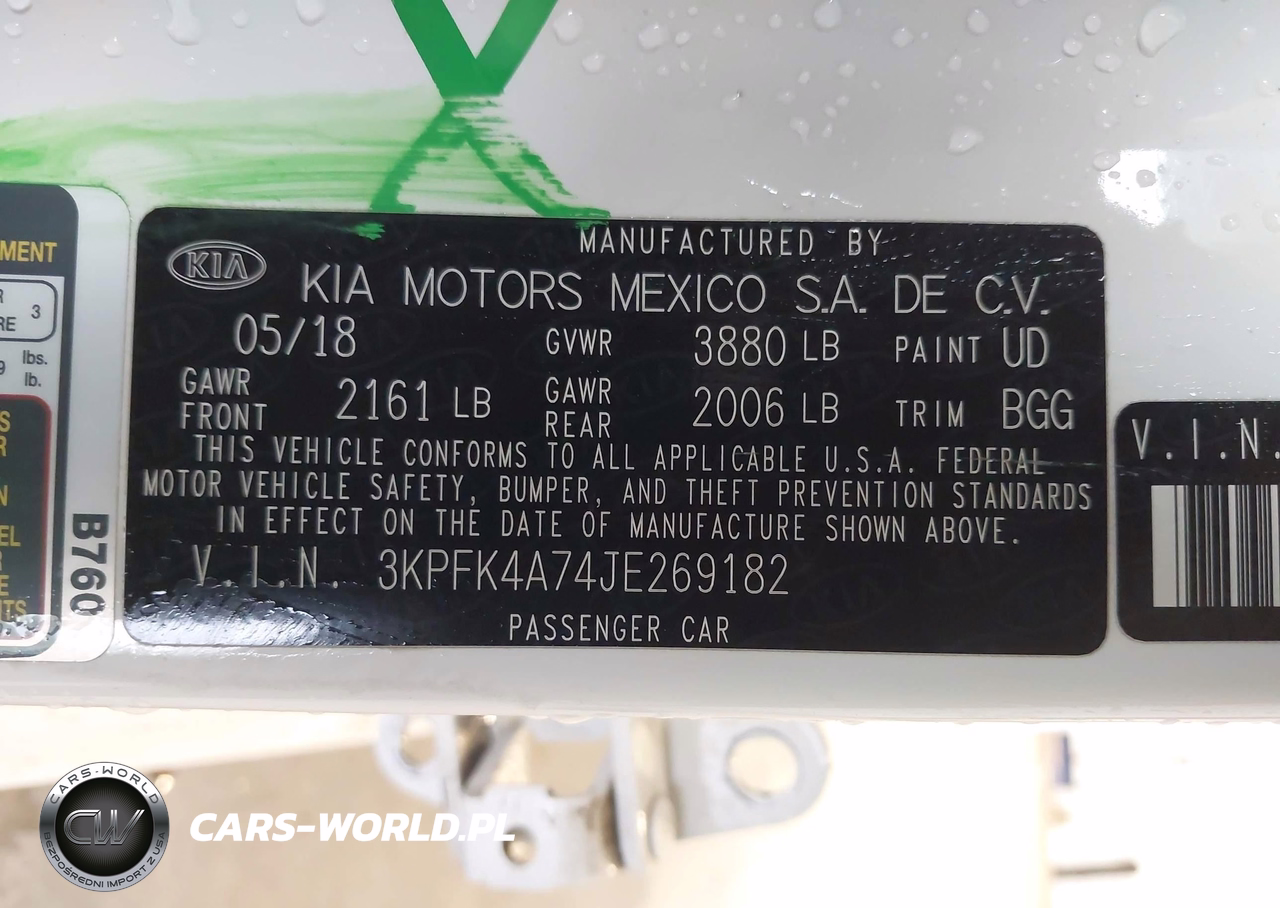 MANUFACTURED BY
KIA
KIA MOTORS MEXICO S.A. DE C.V.
05/18 GVWR 3880 LB PAINT UD
GAWR FRONT 2161 LB GAWR REAR 2006 LB TRIM BGG
THIS VEHICLE CONFORMS TO ALL APPLICABLE U.S.A. FEDERAL
MOTOR VEHICLE SAFETY, BUMPER, AND THEFT PREVENTION STANDARDS
IN EFFECT ON THE DATE OF MANUFACTURE SHOWN ABOVE.
V.I.N. 3KPFK4A74JE269182
PASSENGER CAR
V.I.N.
MENT
3
lbs.
lb.
B760
CARS-WORLD
CW
BEZPOŚREDNI IMPORT Z USA
CARS-WORLD.PL